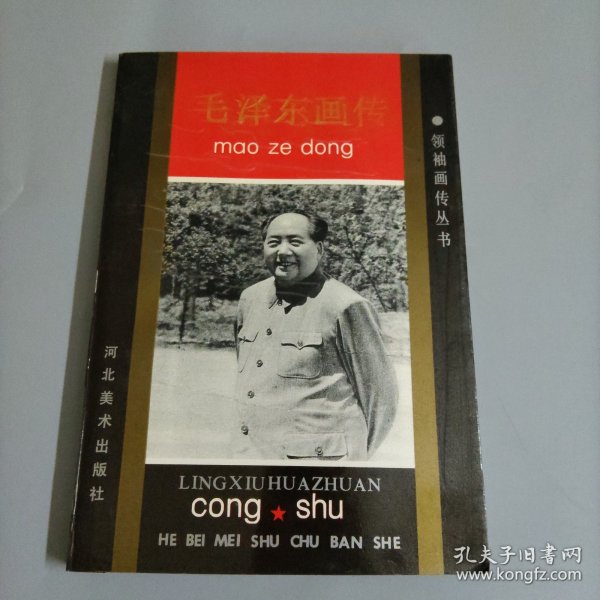 毛泽东画传
mao ze dong
领袖画传丛书
河北美术出版社
LINGXIUHUAZHUAN
cong shu
HE BEI MEI SHU CHU BAN SHE
孔夫子旧书网
www.kongfz.com